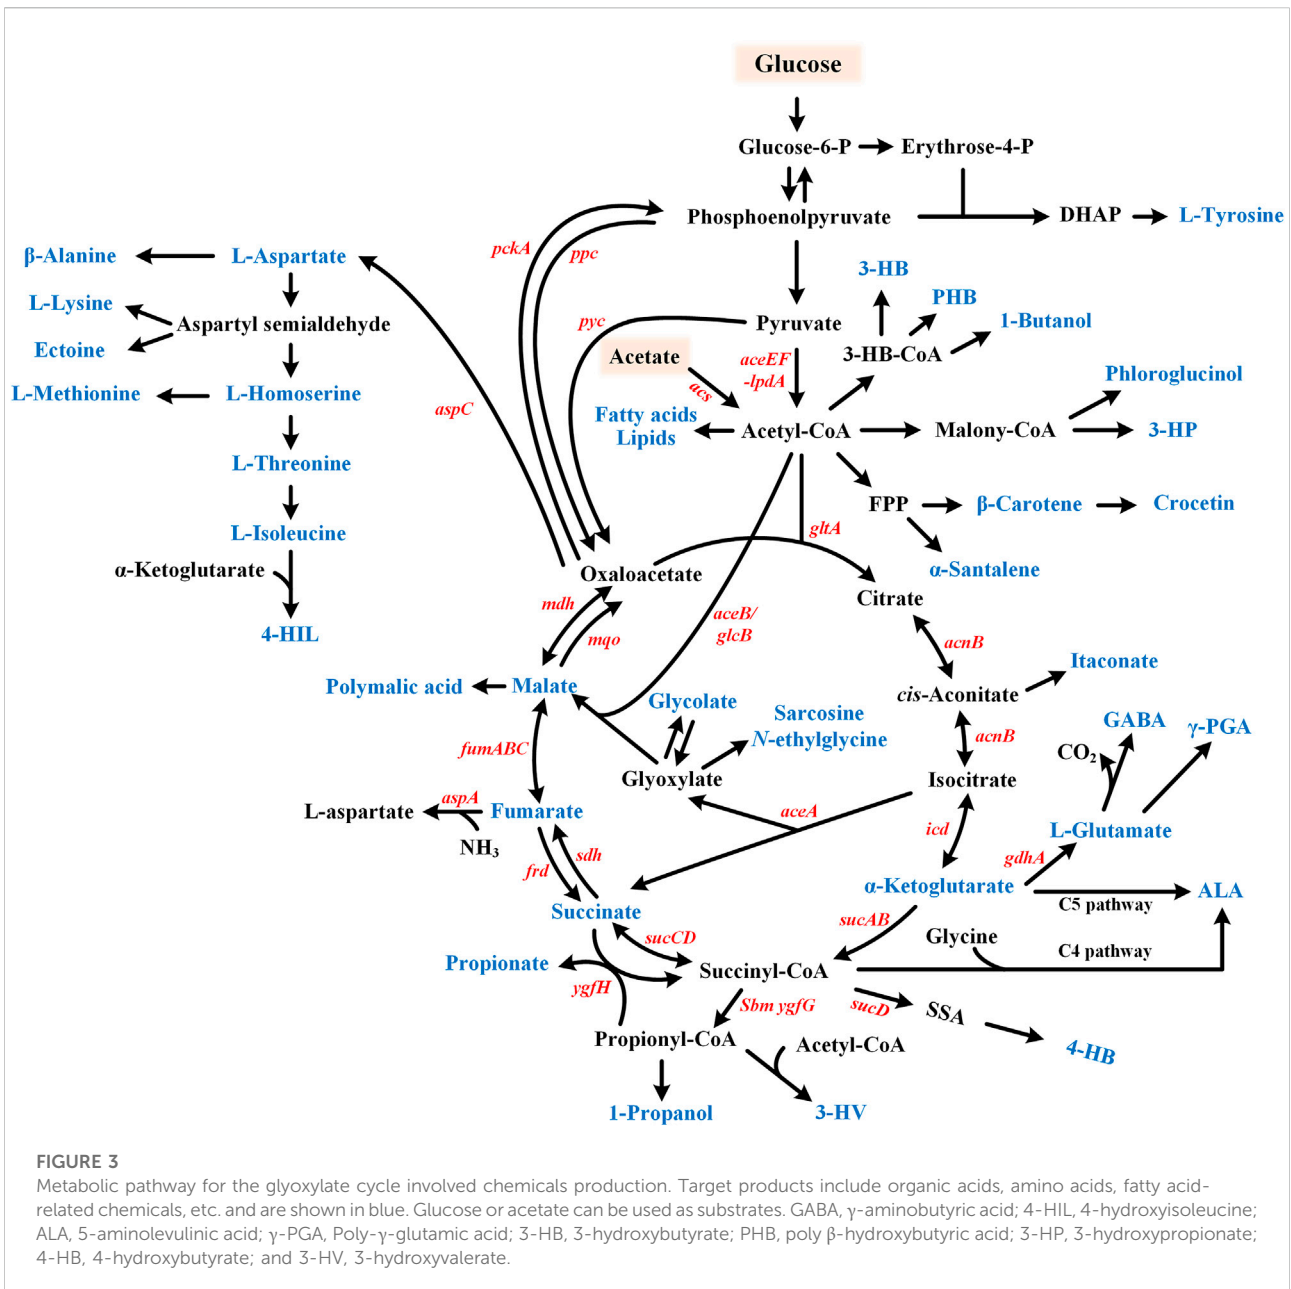 Glucose
Glucose-6-P
Erythrose-4-P
Phosphoenolpyruvate
DHAP
L-Tyrosine
pckA
ppc
β-Alanine
L-Aspartate
3-HB
PHB
L-Lysine
Aspartyl semialdehyde
pyc
Pyruvate
1-Butanol
Ectoine
Acetate
aceEF
-lpdA
3-HB-CoA
acs
Phloroglucinol
L-Methionine
L-Homoserine
aspC
Fatty acids
Lipids
Acetyl-CoA
Malony-CoA
3-HP
L-Threonine
FPP
β-Carotene
Crocetin
L-Isoleucine
gltA
α-Ketoglutarate
Oxaloacetate
α-Santalene
Citrate
mdh
mqo
aceB/
glcB
4-HIL
acnB
Itaconate
Polymalic acid
Malate
cis-Aconitate
Glycolate
Sarcosine
N-ethylglycine
GABA
γ-PGA
acnB
fumABC
CO2
Glyoxylate
Isocitrate
L-aspartate
aspA
Fumarate
aceA
icd
L-Glutamate
NH3
sdh
frd
gdhA
α-Ketoglutarate
ALA
C5 pathway
Succinate
sucAB
sucCD
Glycine
C4 pathway
Propionate
Succinyl-CoA
ygfH
Sbm ygfG
sucD
SSA
Propionyl-CoA
Acetyl-CoA
4-HB
1-Propanol
3-HV
FIGURE 3
Metabolic pathway for the glyoxylate cycle involved chemicals production. Target products include organic acids, amino acids, fatty acid-
related chemicals, etc. and are shown in blue. Glucose or acetate can be used as substrates. GABA, γ-aminobutyric acid; 4-HIL, 4-hydroxyisoleucine;
ALA, 5-aminolevulinic acid; γ-PGA, Poly-γ-glutamic acid; 3-HB, 3-hydroxybutyrate; PHB, poly β-hydroxybutyric acid; 3-HP, 3-hydroxypropionate;
4-HB, 4-hydroxybutyrate; and 3-HV, 3-hydroxyvalerate.